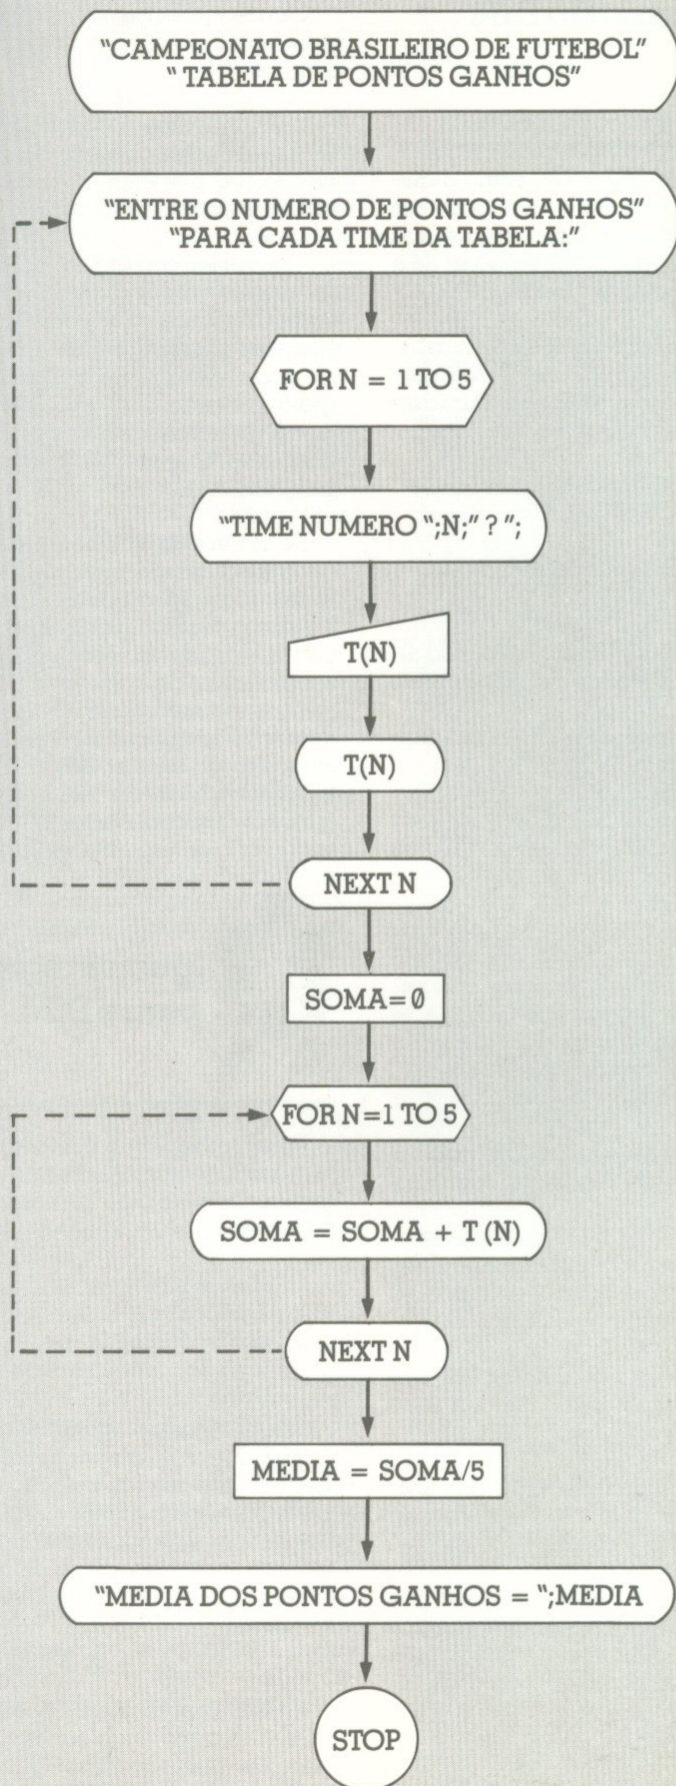 “CAMPEONATO BRASILEIRO DE FUTEBOL”
“ TABELA DE PONTOS GANHOS”
“ENTRE O NUMERO DE PONTOS GANHOS”
“PARA CADA TIME DA TABELA:”
FOR N = 1 TO 5
“TIME NUMERO “;N;” ? ”;
T(N)
T(N)
NEXT N
SOMA=0
FOR N=1 TO 5
SOMA = SOMA + T (N)
NEXT N
MEDIA = SOMA/5
“MEDIA DOS PONTOS GANHOS = “;MEDIA
STOP